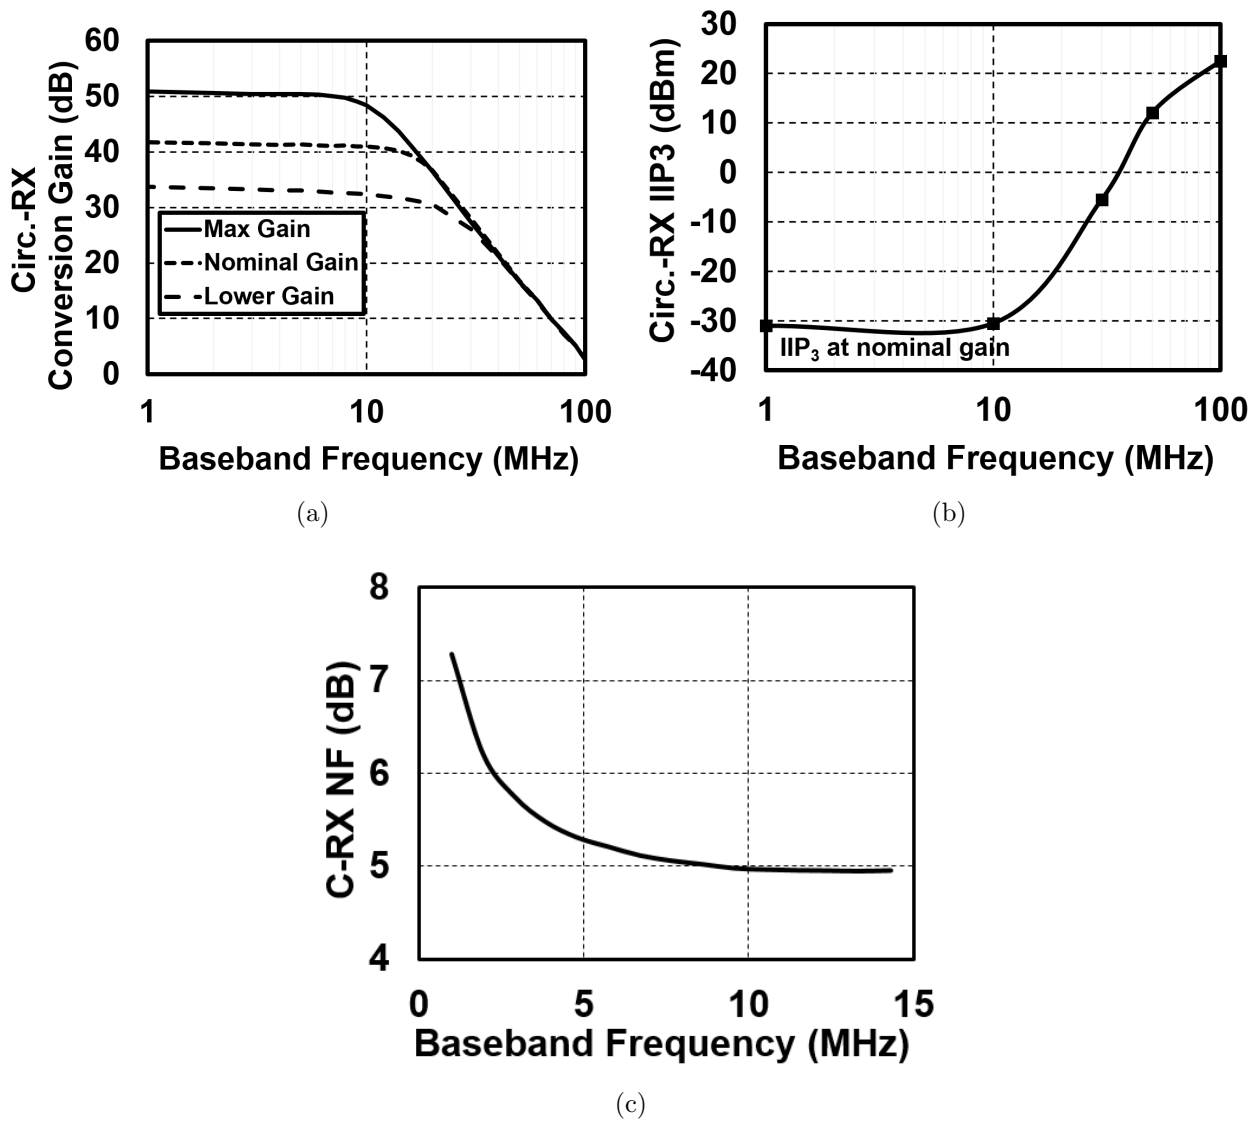 60
50
40
30
20
10
0
Circ.-RX
Conversion Gain (dB)
Max Gain
Nominal Gain
Lower Gain
1 10 100
Baseband Frequency (MHz)
(a)
30
20
10
0
-10
-20
-30
-40
Circ.-RX IIP3 (dBm)
IIP3 at nominal gain
1 10 100
Baseband Frequency (MHz)
(b)
8
7
6
5
4
C-RX NF (dB)
0 5 10 15
Baseband Frequency (MHz)
(c)